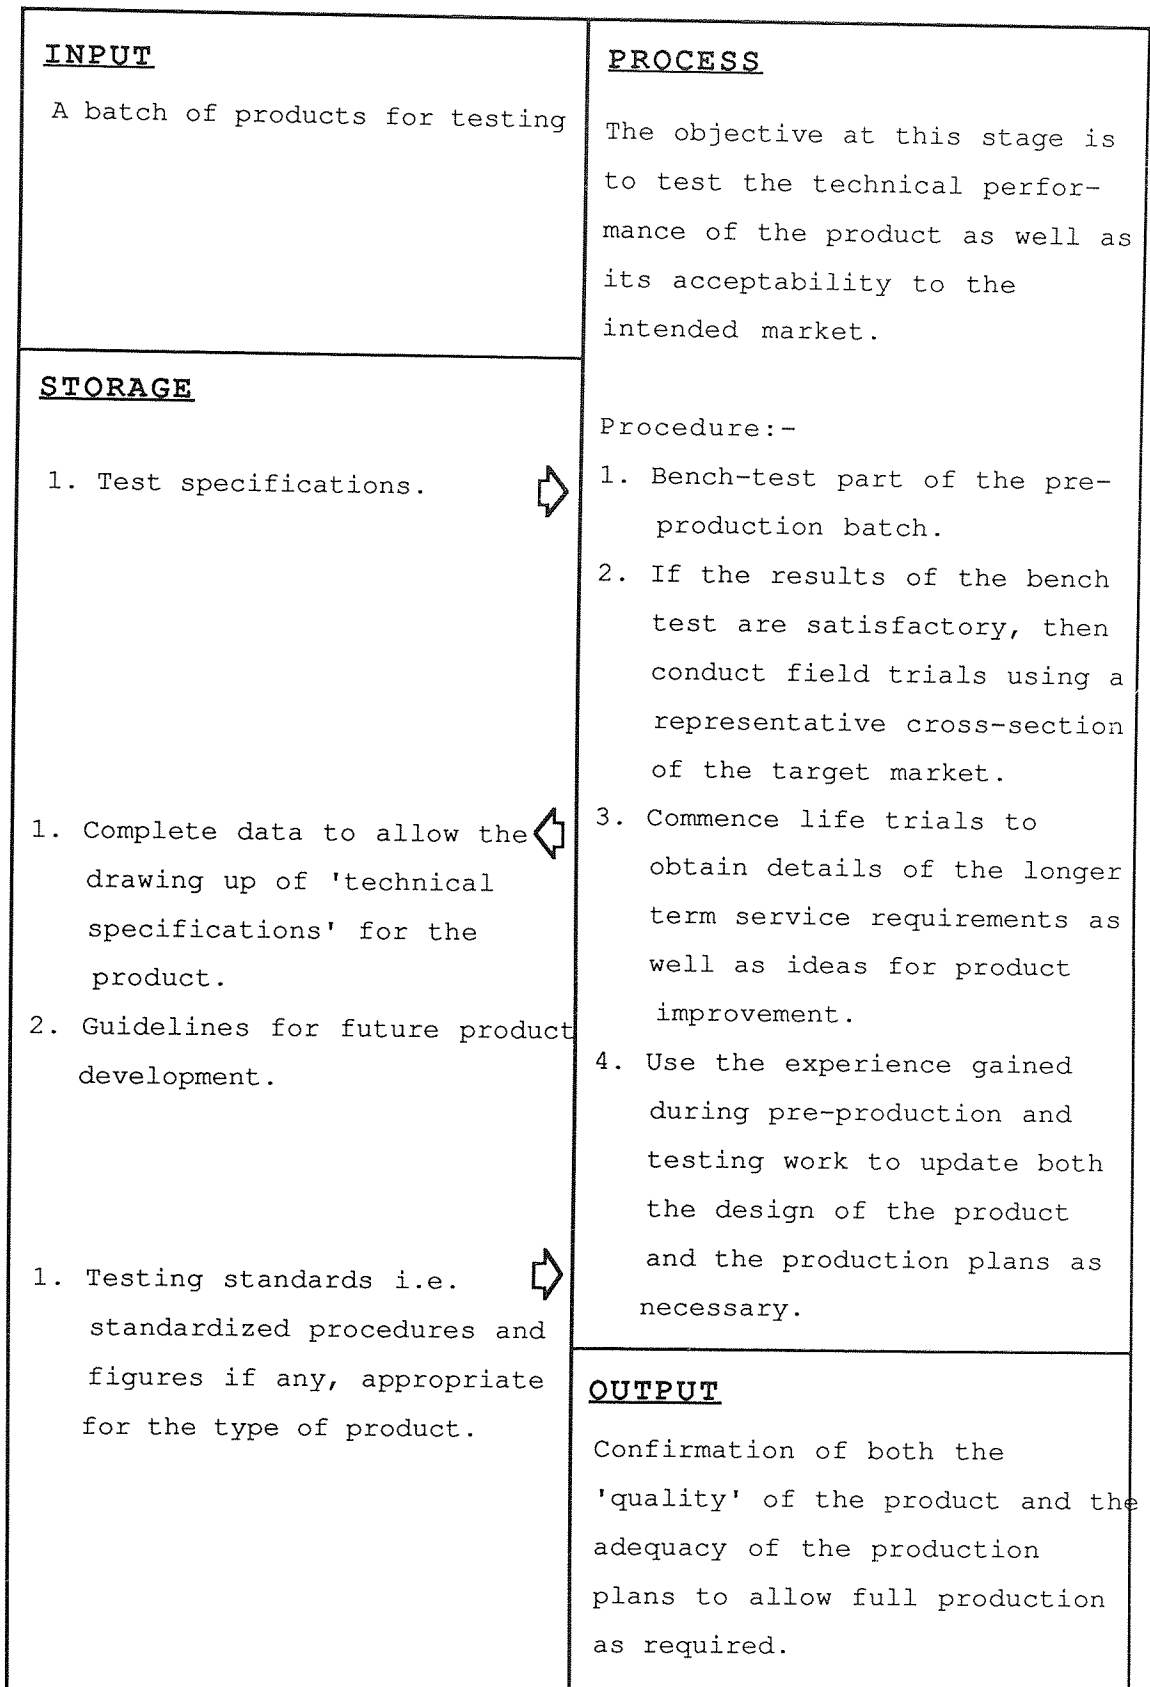 INPUT
A batch of products for testing
STORAGE
1. Test specifications.
1. Complete data to allow the
drawing up of 'technical
specifications' for the
product.
2. Guidelines for future product
development.
1. Testing standards i.e.
standardized procedures and
figures if any, appropriate
for the type of product.
PROCESS
The objective at this stage is
to test the technical perfor-
mance of the product as well as
its acceptability to the
intended market.
Procedure:-
1. Bench-test part of the pre-
production batch.
2. If the results of the bench
test are satisfactory, then
conduct field trials using a
representative cross-section
of the target market.
3. Commence life trials to
obtain details of the longer
term service requirements as
well as ideas for product
improvement.
4. Use the experience gained
during pre-production and
testing work to update both
the design of the product
and the production plans as
necessary.
OUTPUT
Confirmation of both the
'quality' of the product and the
adequacy of the production
plans to allow full production
as required.